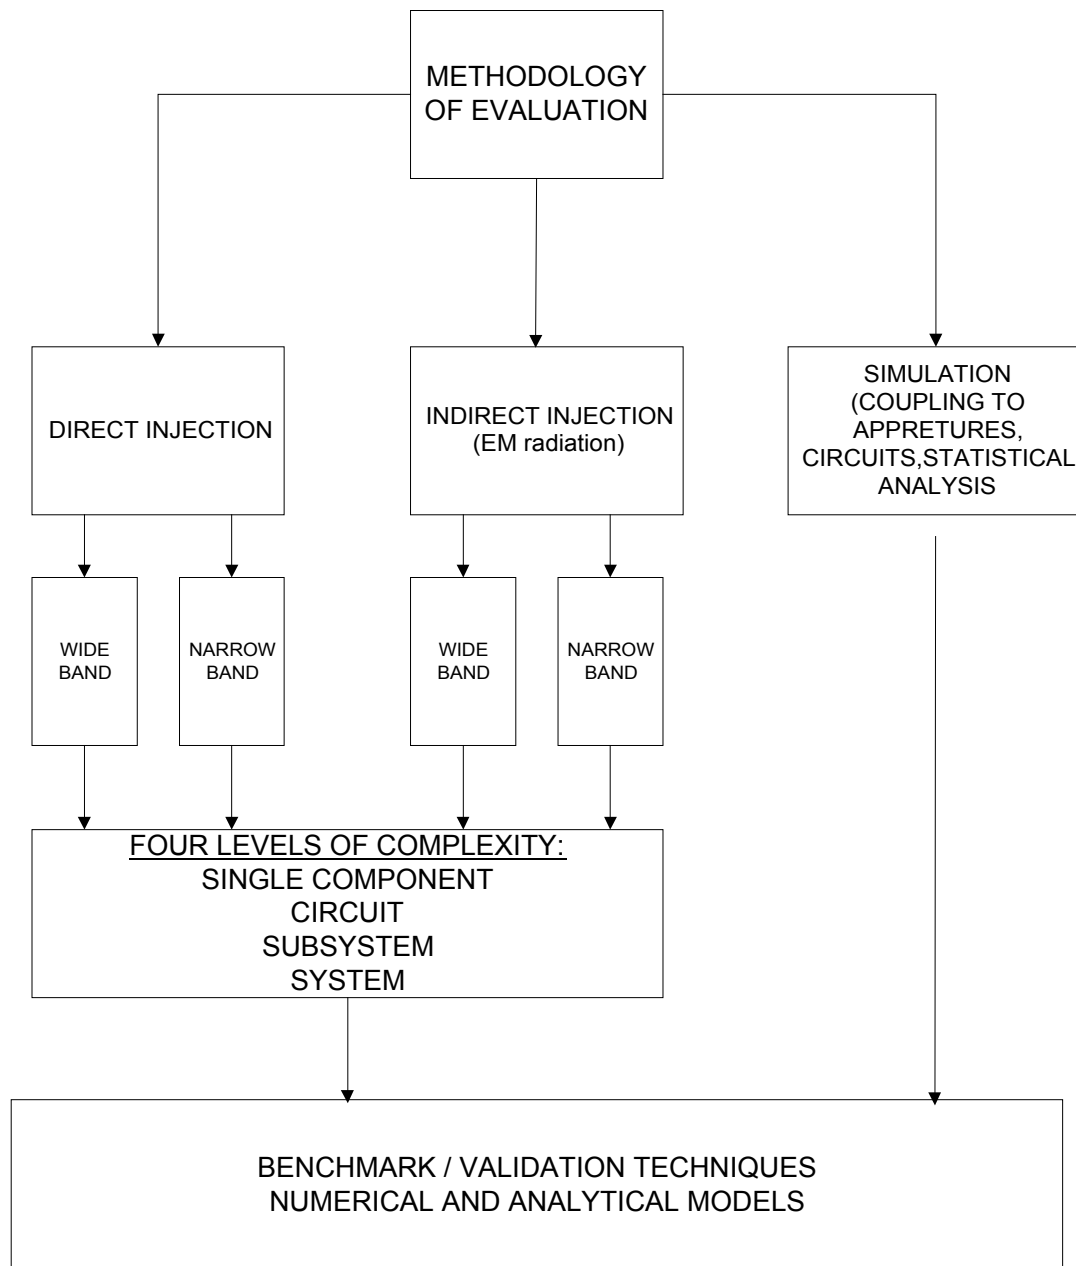 METHODOLOGY
OF EVALUATION
DIRECT INJECTION
INDIRECT INJECTION
(EM radiation)
SIMULATION
(COUPLING TO
APPRETURES,
CIRCUITS,STATISTICAL
ANALYSIS
WIDE
BAND
NARROW
BAND
WIDE
BAND
NARROW
BAND
FOUR LEVELS OF COMPLEXITY:
SINGLE COMPONENT
CIRCUIT
SUBSYSTEM
SYSTEM
BENCHMARK / VALIDATION TECHNIQUES
NUMERICAL AND ANALYTICAL MODELS